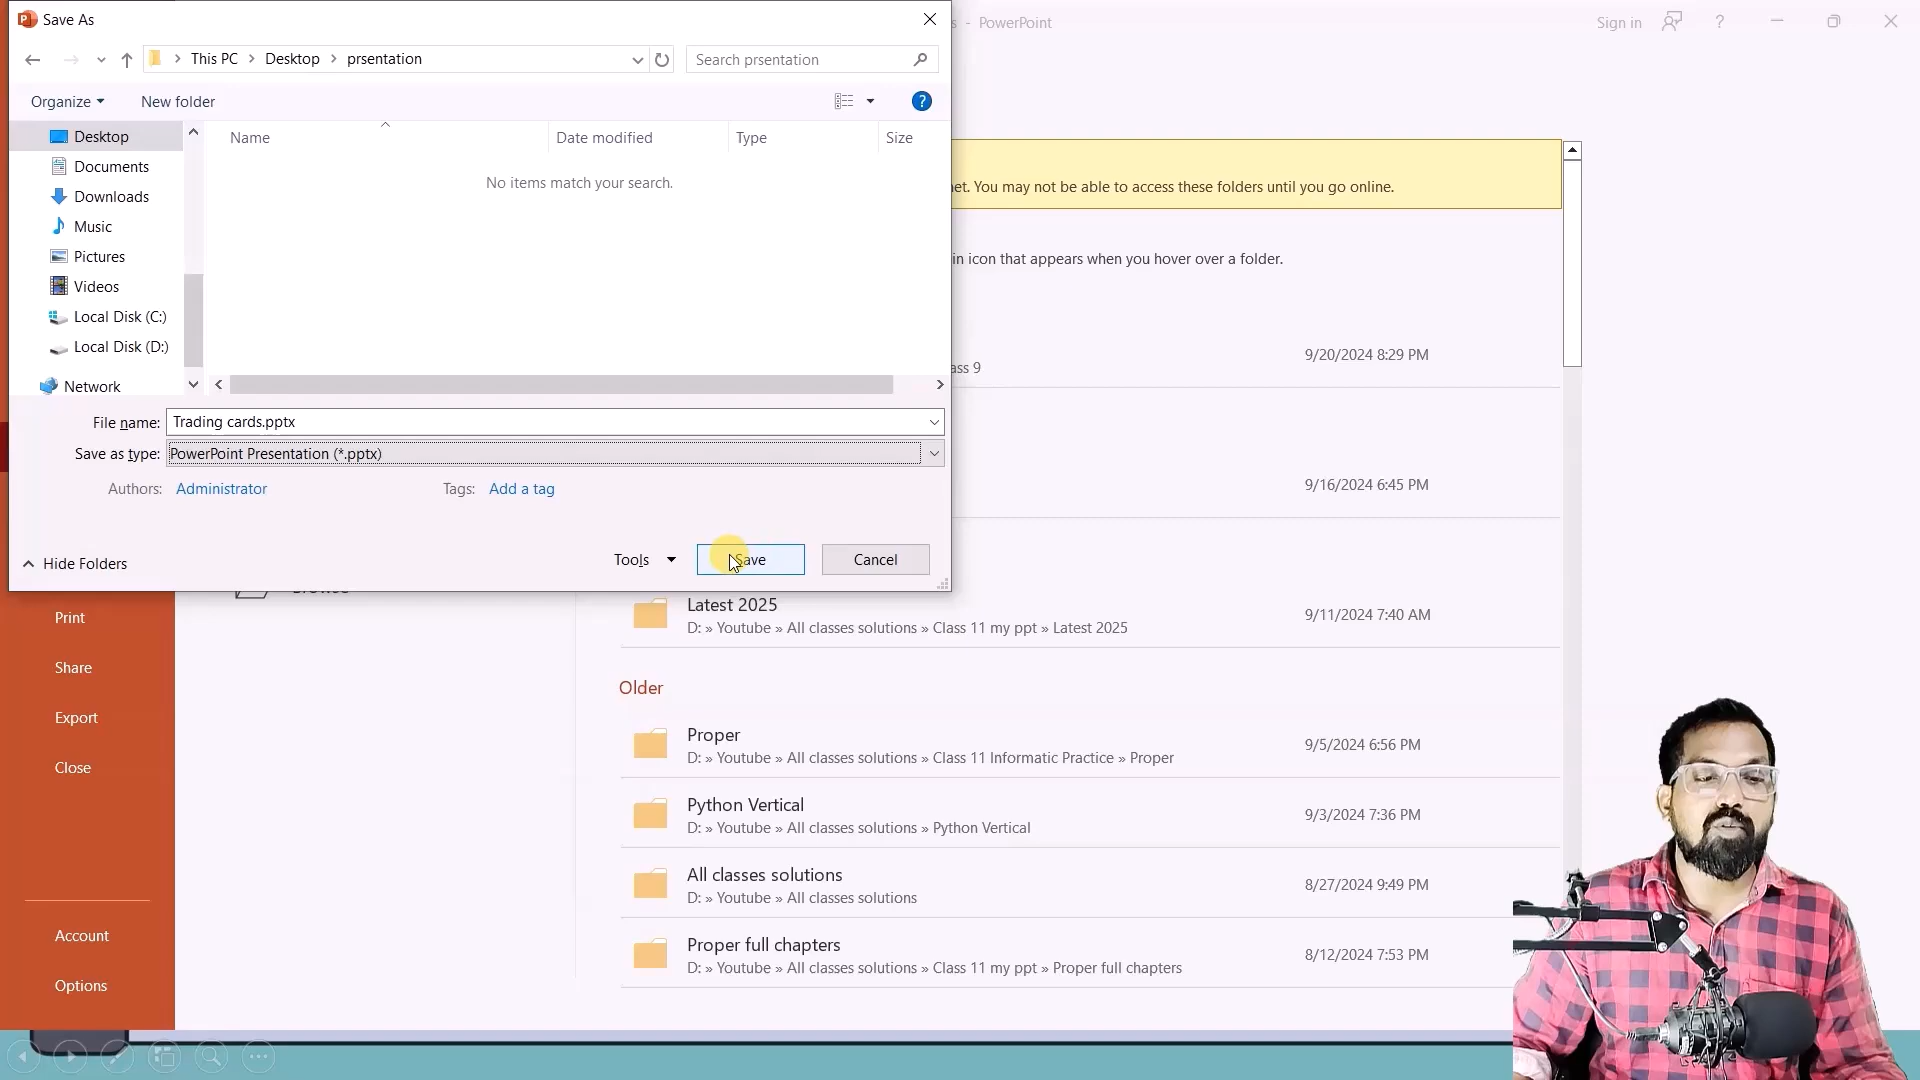 Save As
s - PowerPoint
Sign in
?
This PC > Desktop > prsentation
Search prsentation
Organize
New folder
?
Desktop
Documents
Downloads
Music
Pictures
Videos
Local Disk (C:)
Local Disk (D:)
Network
Name
Date modified
Type
Size
No items match your search.
File name: Trading cards.pptx
Save as type: PowerPoint Presentation (*.pptx)
Authors: Administrator
Tags: Add a tag
Hide Folders
Tools
Save
Cancel
et. You may not be able to access these folders until you go online.
in icon that appears when you hover over a folder.
9/20/2024 8:29 PM
ass 9
9/16/2024 6:45 PM
Print
Share
Export
Close
Account
Options
Latest 2025
D: » Youtube » All classes solutions » Class 11 my ppt » Latest 2025
9/11/2024 7:40 AM
Older
Proper
D: » Youtube » All classes solutions » Class 11 Informatic Practice » Proper
9/5/2024 6:56 PM
Python Vertical
D: » Youtube » All classes solutions » Python Vertical
9/3/2024 7:36 PM
All classes solutions
D: » Youtube » All classes solutions
8/27/2024 9:49 PM
Proper full chapters
D: » Youtube » All classes solutions » Class 11 my ppt » Proper full chapters
8/12/2024 7:53 PM